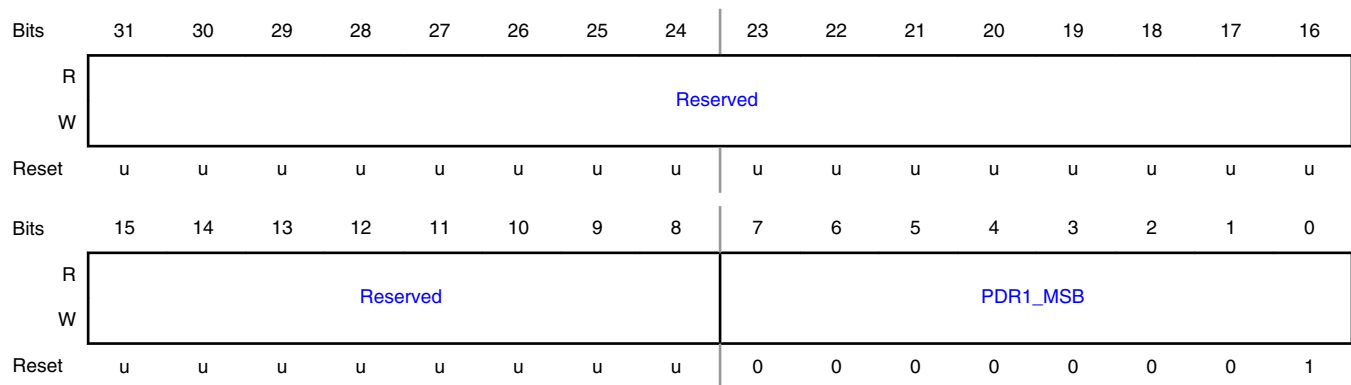 Bits 31 30 29 28 27 26 25 24 23 22 21 20 19 18 17 16
R
Reserved
W
Reset u u u u u u u u u u u u u u u u
Bits 15 14 13 12 11 10 9 8 7 6 5 4 3 2 1 0
R
Reserved PDR1_MSB
W
Reset u u u u u u u u 0 0 0 0 0 0 0 1